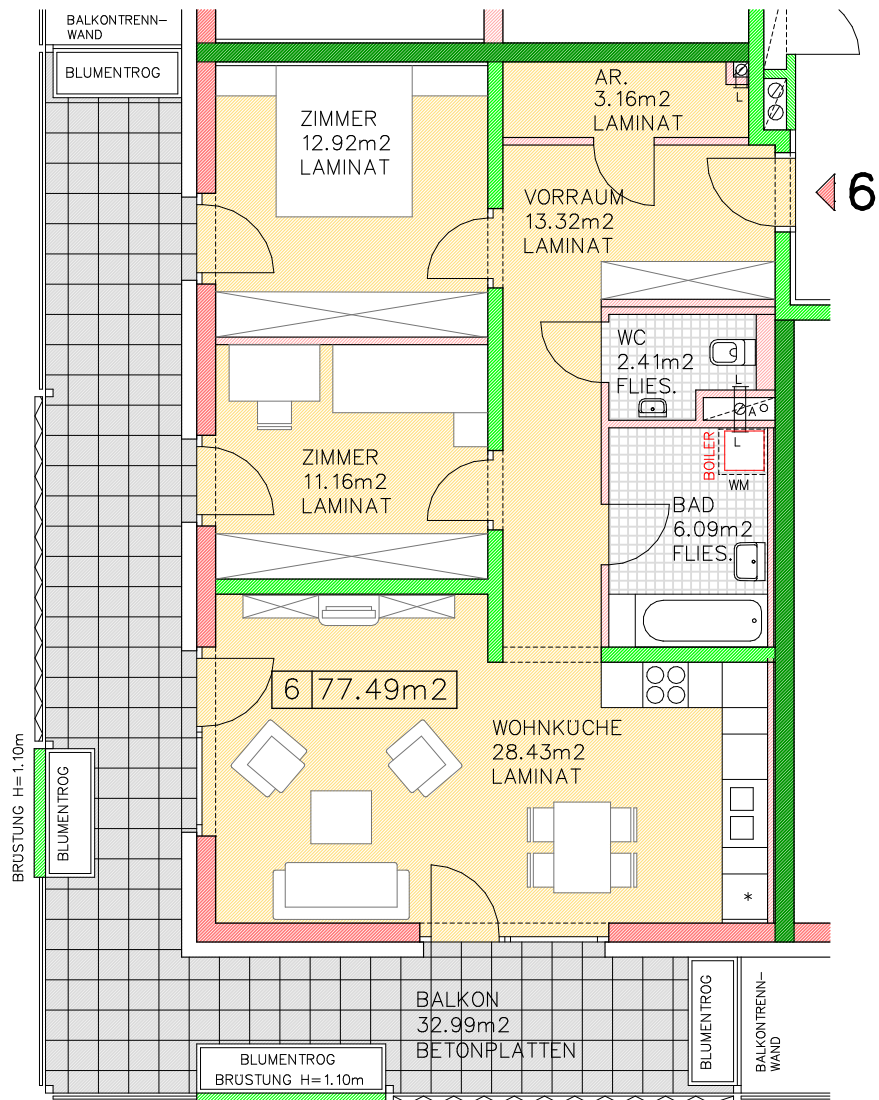 BALKONTRENN-
WAND
BLUMENTROG
ZIMMER
12.92m2
LAMINAT
AR.
3.16m2
LAMINAT
L
VORRAUM
13.32m2
LAMINAT
6
WC
2.41m2
FLIES.
L
A
L
BOILER
WM
ZIMMER
11.16m2
LAMINAT
BAD
6.09m2
FLIES.
6 77.49m2
WOHNKÜCHE
28.43m2
LAMINAT
*
BRÜSTUNG H=1.10m
BLUMENTROG
BALKON
32.99m2
BETONPLATTEN
BLUMENTROG
BALKONTRENN-
WAND
BLUMENTROG
BRÜSTUNG H=1.10m